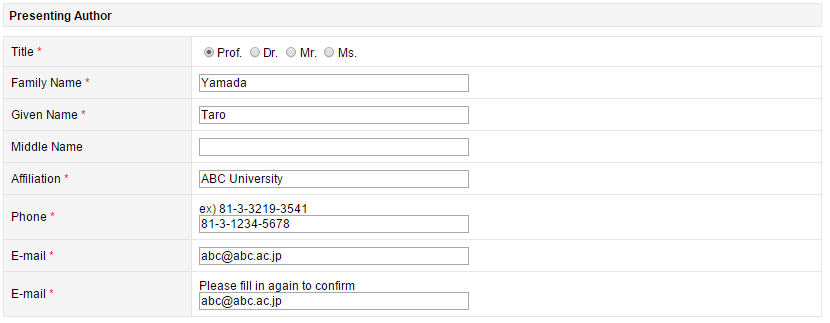 Presenting Author
Title * Prof. Dr. Mr. Ms.
Family Name * Yamada
Given Name * Taro
Middle Name
Affiliation * ABC University
ex) 81-3-3219-3541
Phone * 81-3-1234-5678
E-mail * abc@abc.ac.jp
Please fill in again to confirm
E-mail * abc@abc.ac.jp